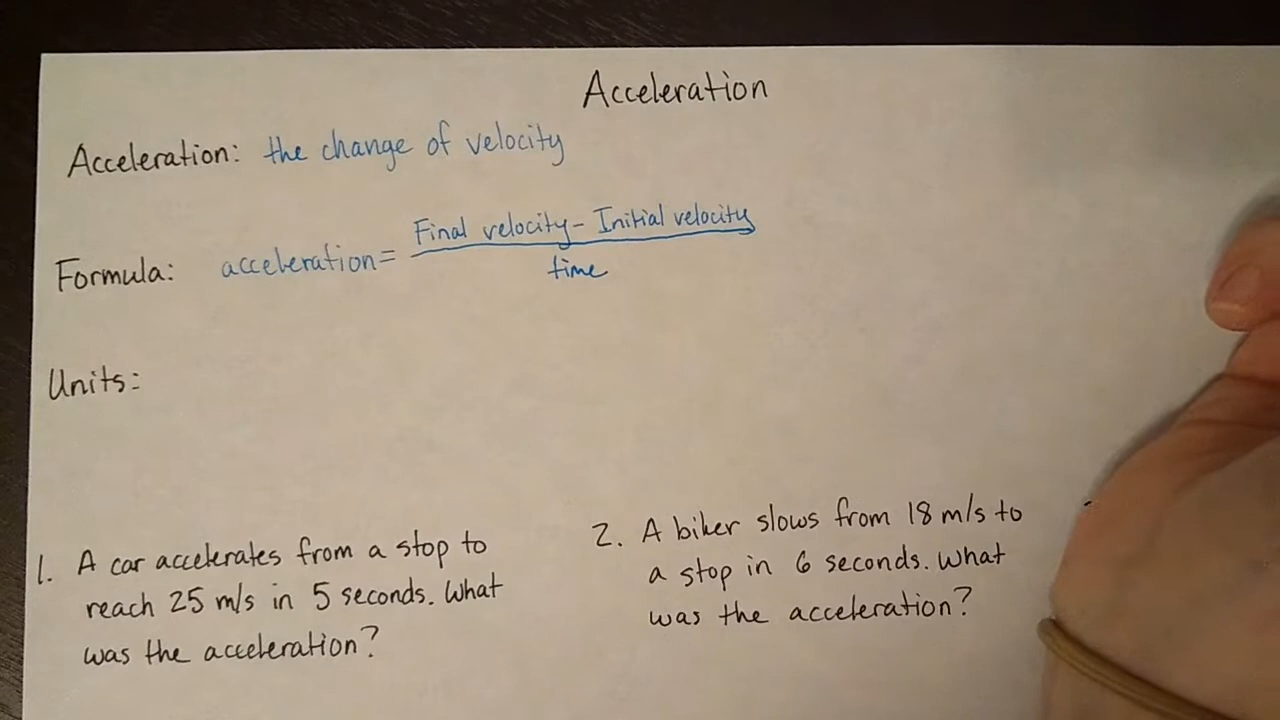 Acceleration
Acceleration: the change of velocity
Formula: acceleration = Final velocity - Initial velocity
time
Units:
1. A car accelerates from a stop to
reach 25 m/s in 5 seconds. What
was the acceleration?
2. A biker slows from 18 m/s to
a stop in 6 seconds. What
was the acceleration?